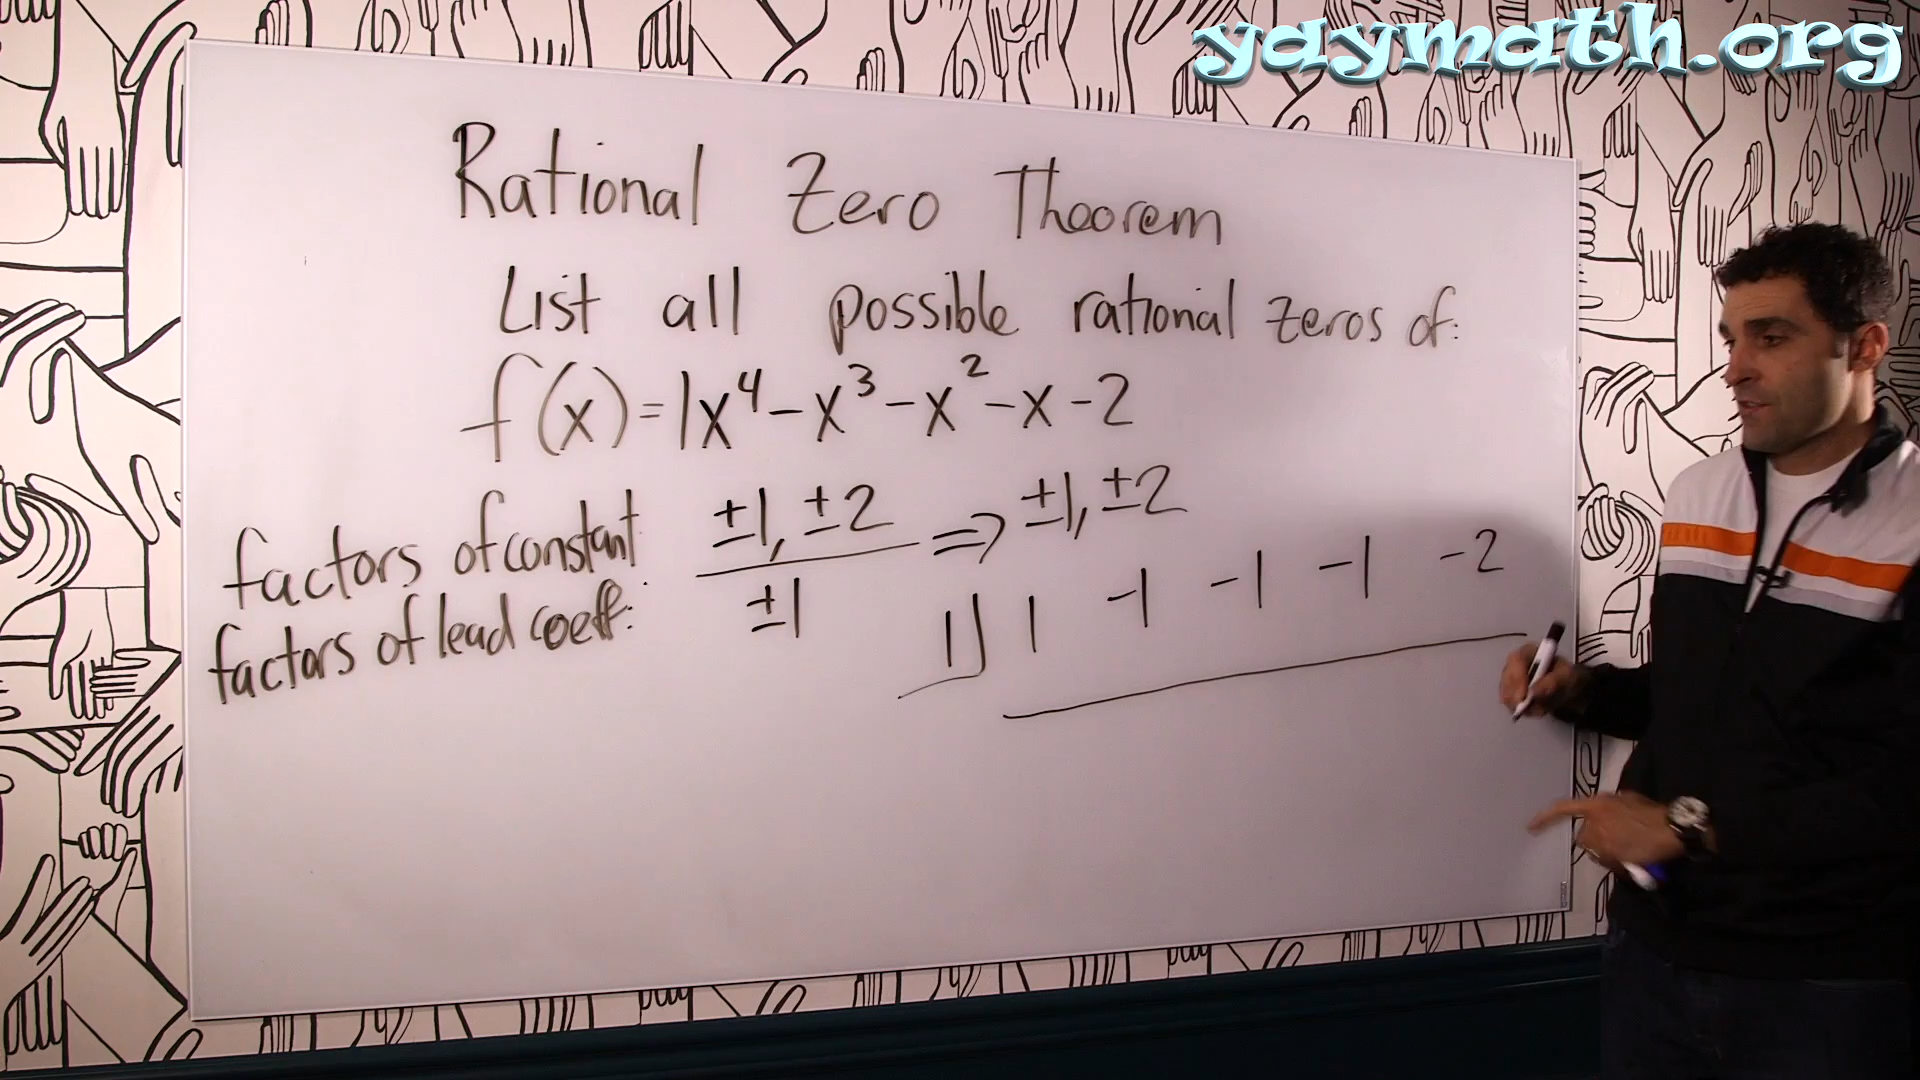 yaymath.org
Rational Zero Theorem
List all possible rational zeros of:
f(x)=1x⁴-x³-x²-x-2
factors of constant ±1, ±2 ⇒ ±1, ±2
factors of lead coeff: ±1
1 1 -1 -1 -1 -2